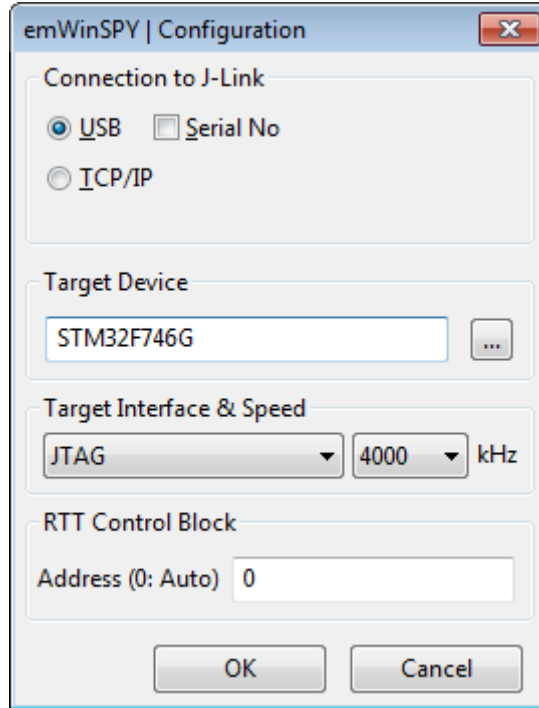 emWinSPY | Configuration
Connection to J-Link
USB Serial No
TCP/IP
Target Device
STM32F746G
...
Target Interface & Speed
JTAG 4000 kHz
RTT Control Block
Address (0: Auto) 0
OK Cancel